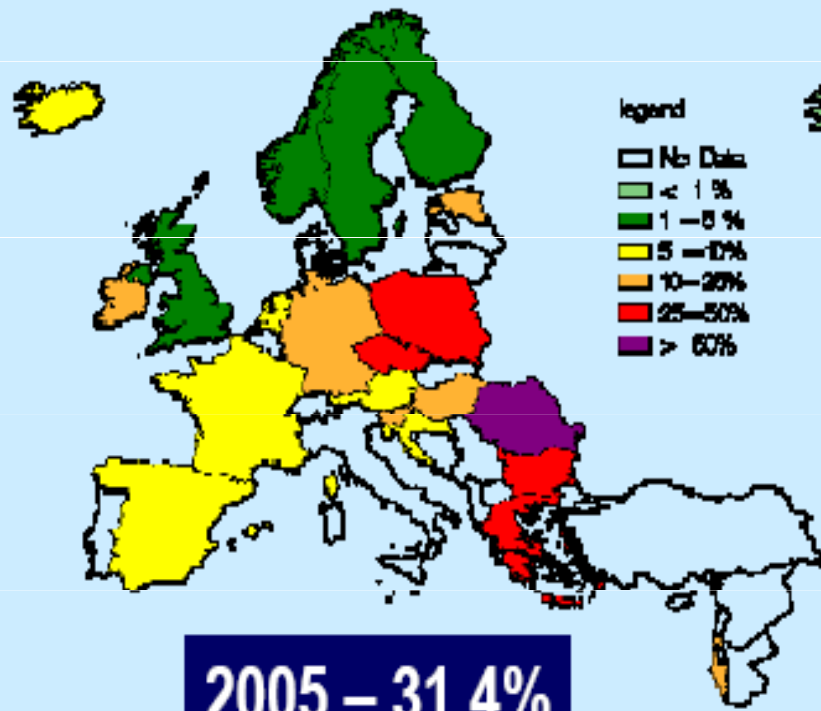 legend
No Data
< 1 %
1 –5 %
5 –10%
10–25%
25–50%
> 50%
2005 – 31.4%